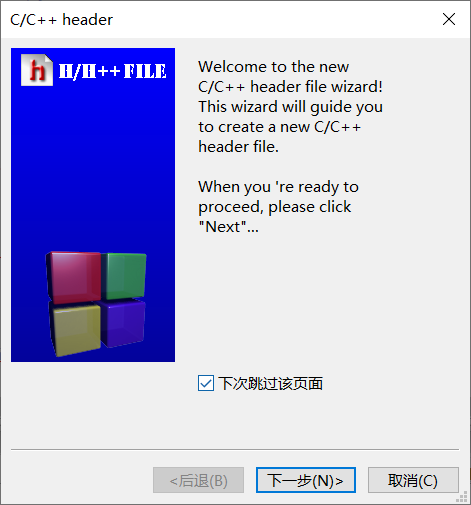 C/C++ header
H/H++ FILE
Welcome to the new
C/C++ header file wizard!
This wizard will guide you
to create a new C/C++
header file.
When you 're ready to
proceed, please click
"Next"...
下次跳过该页面
<后退(B)
下一步(N)>
取消(C)